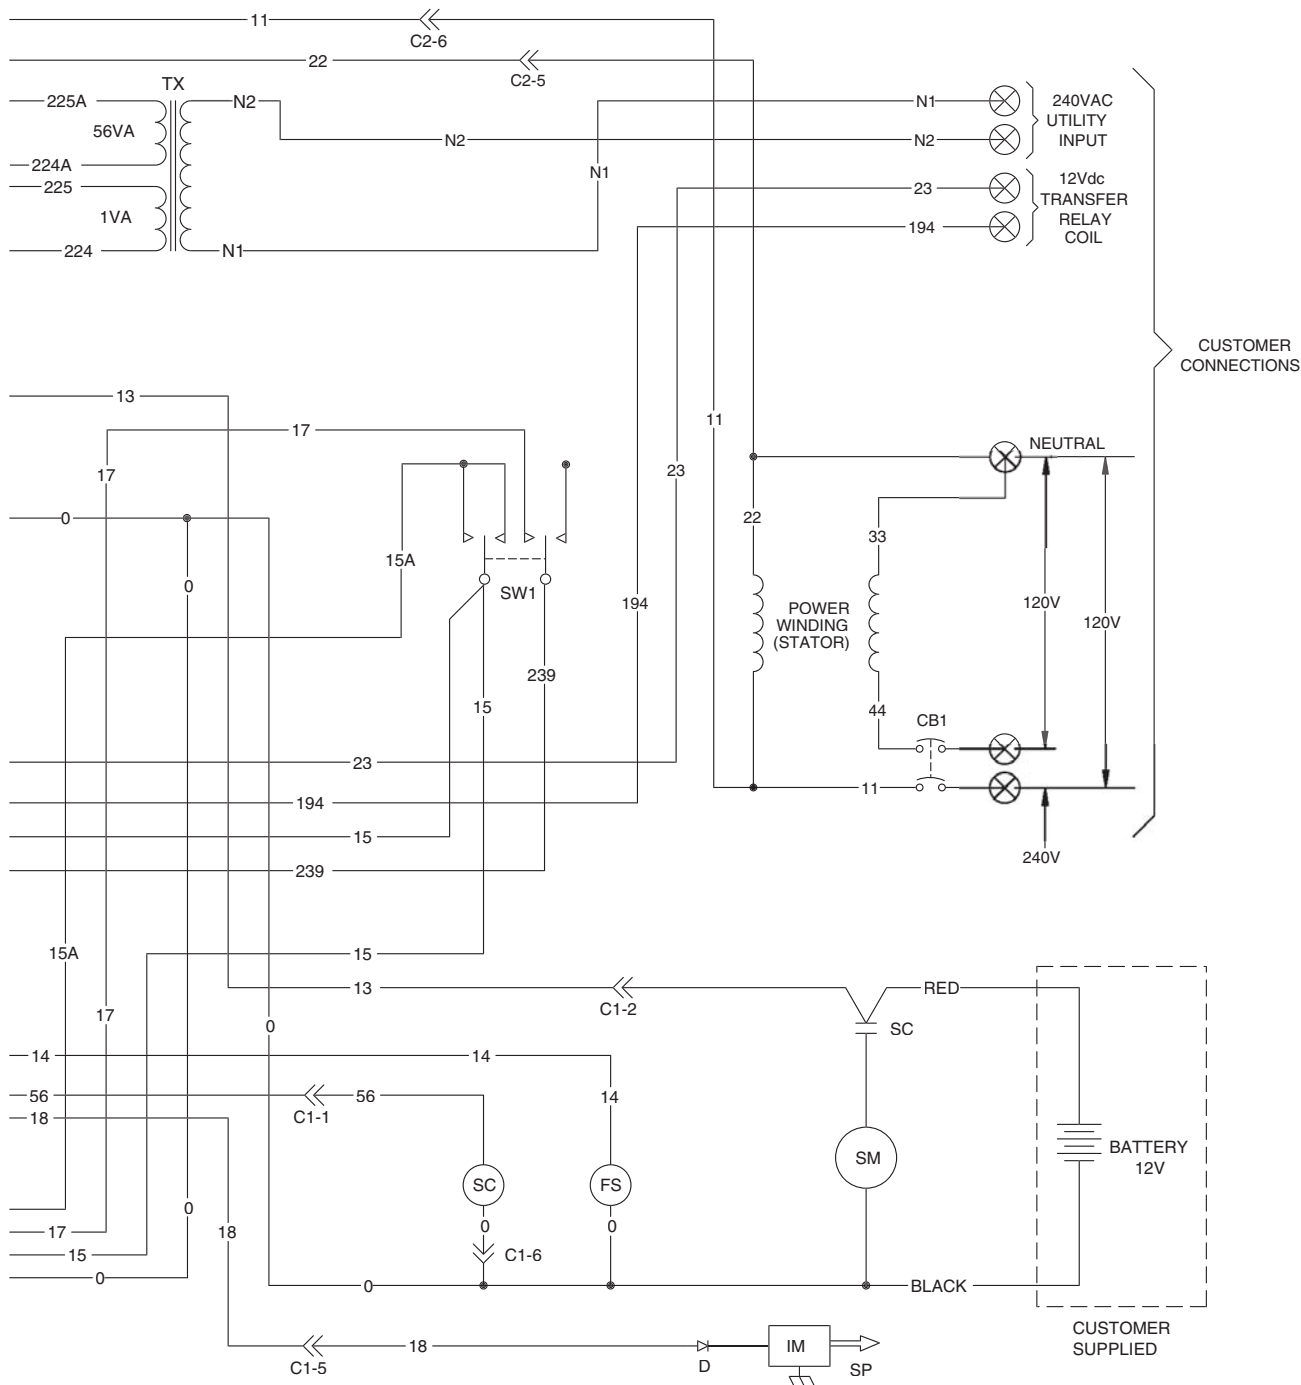 11
C2-6
22
C2-5
TX
225A
N2
N1
240VAC
UTILITY
INPUT
56VA
N2
N2
224A
N1
225
12Vdc
TRANSFER
RELAY
COIL
23
1VA
194
224
N1
CUSTOMER
CONNECTIONS
13
17
11
NEUTRAL
17
23
0
22
33
15A
0
SW1
194
POWER
WINDING
(STATOR)
120V
120V
239
15
44
CB1
23
11
194
15
240V
239
15A
15
13
C1-2
RED
SC
17
0
14
14
56
C1-1
56
14
18
BATTERY
12V
SM
SC
FS
0
18
0
0
17
15
C1-6
0
0
BLACK
CUSTOMER
SUPPLIED
C1-5
18
D
IM
SP